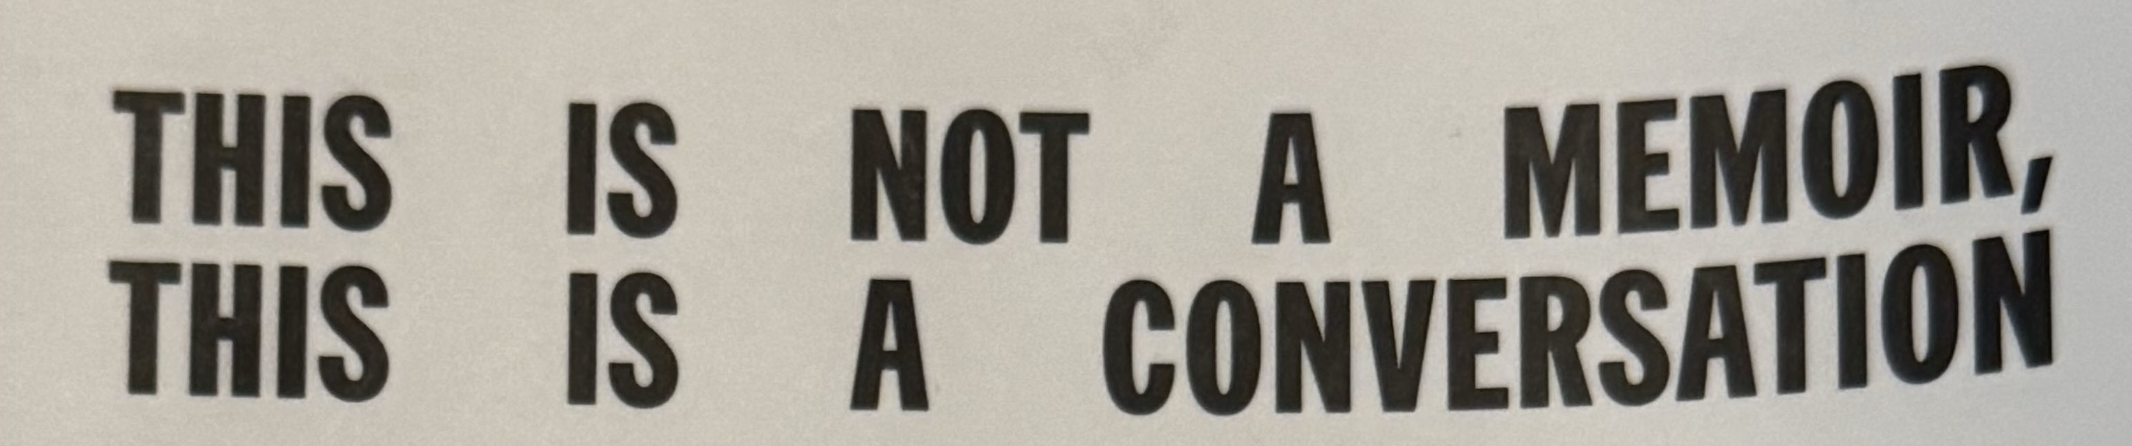 THIS IS NOT A MEMOIR,
THIS IS A CONVERSATION